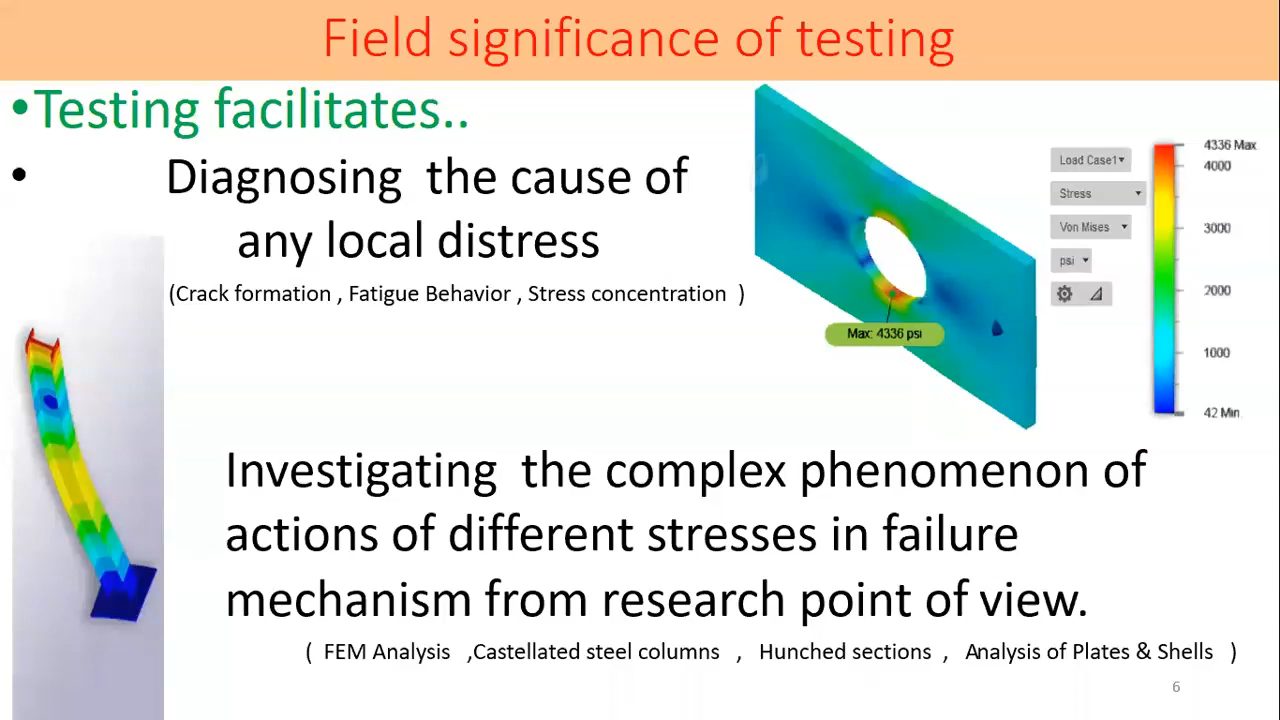 Field significance of testing
•Testing facilitates..
• Diagnosing the cause of
any local distress
(Crack formation , Fatigue Behavior , Stress concentration )
Load Case1
Stress
Von Mises
psi
4336 Max
4000
3000
2000
1000
42 Min
Max: 4336 psi
Investigating the complex phenomenon of
actions of different stresses in failure
mechanism from research point of view.
( FEM Analysis ,Castellated steel columns , Hunched sections , Analysis of Plates & Shells )
6